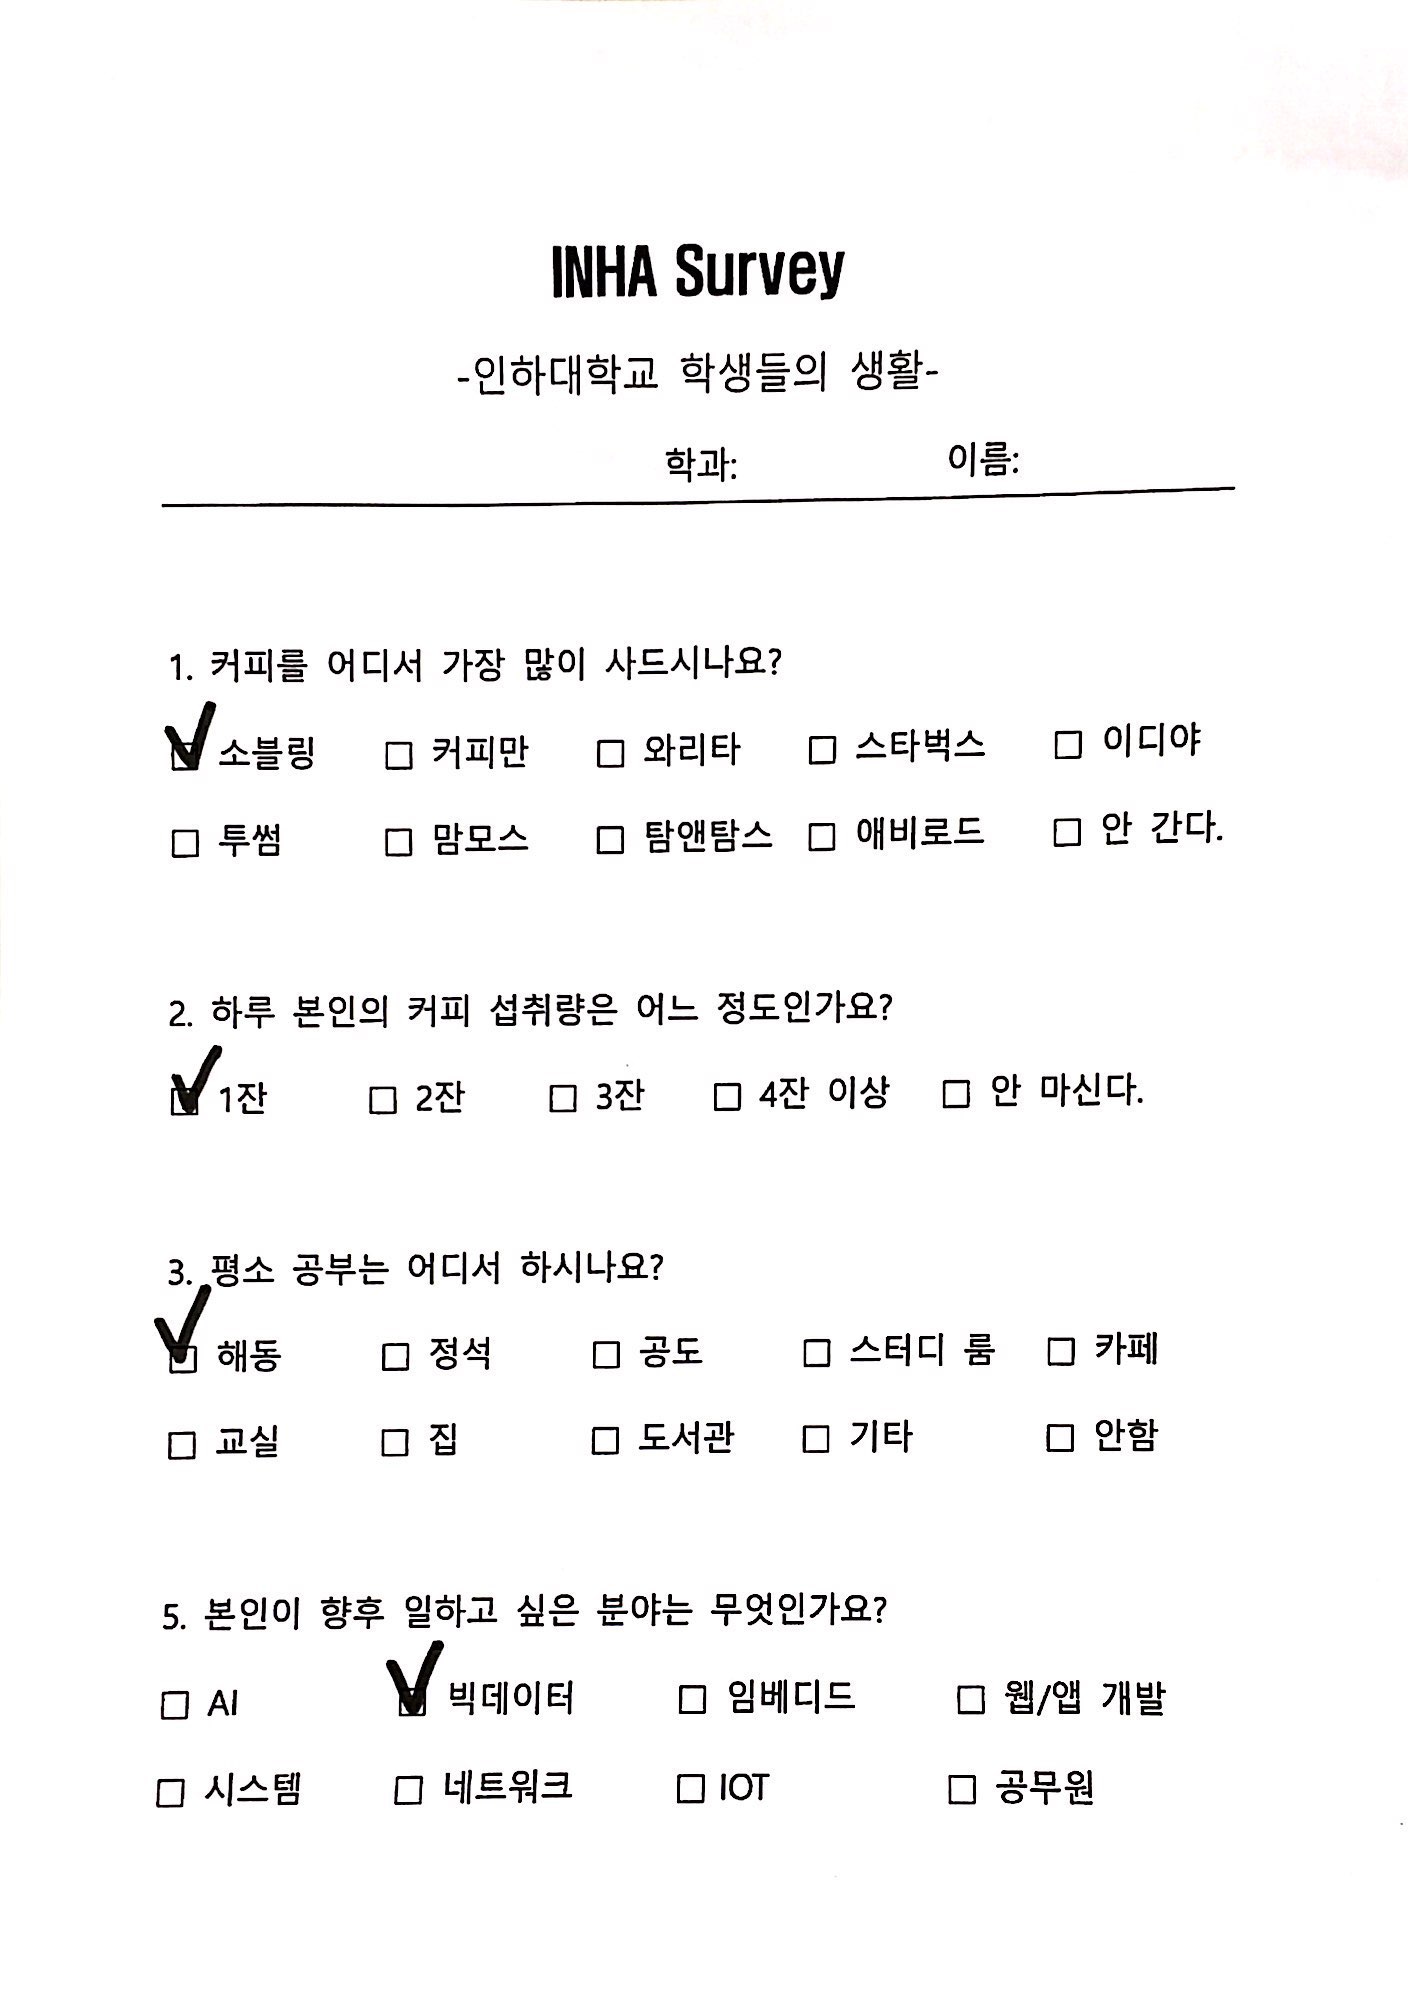 INHA Survey
-인하대학교 학생들의 생활-
학과: 이름:
1. 커피를 어디서 가장 많이 사드시나요?
☑ 소블링 ☐ 커피만 ☐ 와리타 ☐ 스타벅스 ☐ 이디야
☐ 투썸 ☐ 맘모스 ☐ 탐앤탐스 ☐ 애비로드 ☐ 안 간다.
2. 하루 본인의 커피 섭취량은 어느 정도인가요?
☑ 1잔 ☐ 2잔 ☐ 3잔 ☐ 4잔 이상 ☐ 안 마신다.
3. 평소 공부는 어디서 하시나요?
☑ 해동 ☐ 정석 ☐ 공도 ☐ 스터디 룸 ☐ 카페
☐ 교실 ☐ 집 ☐ 도서관 ☐ 기타 ☐ 안함
5. 본인이 향후 일하고 싶은 분야는 무엇인가요?
☐ AI ☑ 빅데이터 ☐ 임베디드 ☐ 웹/앱 개발
☐ 시스템 ☐ 네트워크 ☐ IOT ☐ 공무원